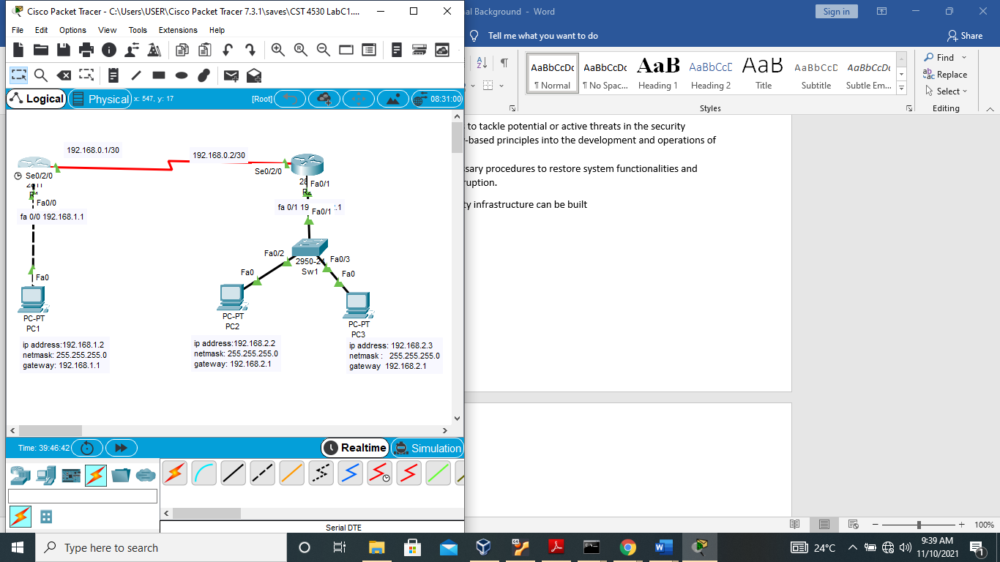 Cisco Packet Tracer - C:\Users\USER\Cisco Packet Tracer 7.3.1\saves\CST 4530 LabC1....
File Edit Options View Tools Extensions Help
Logical
Physical
x: 547, y: 17
[Root]
08:31:00
192.168.0.1/30
192.168.0.2/30
Se0/2/0
Se0/2/0
Fa0/1
Fa0/0
fa 0/0 192.168.1.1
fa 0/1 19
.1
Fa0/1
Fa0/2
2950-24
Fa0/3
Sw1
Fa0
Fa0
Fa0
PC-PT
PC1
PC-PT
PC2
PC-PT
PC3
ip address:192.168.1.2
netmask: 255.255.255.0
gateway: 192.168.1.1
ip address:192.168.2.2
netmask: 255.255.255.0
gateway: 192.168.2.1
ip address: 192.168.2.3
netmask : 255.255.255.0
gateway 192.168.2.1
Time: 39:46:42
Realtime
Simulation
Serial DTE
al Background - Word
Sign in
Tell me what you want to do
Share
AaBbCcDc
¶ Normal
AaBbCcDc
¶ No Spac...
AaB
Heading 1
AaBbCcD
Heading 2
AaB
Title
AaBbCcD
Subtitle
AaBbCcDc
Subtle Em...
Find
Replace
Select
Styles
Editing
to tackle potential or active threats in the security
-based principles into the development and operations of
sary procedures to restore system functionalities and
ruption.
ty infrastructure can be built
100%
Type here to search
24°C
9:39 AM
11/10/2021
1